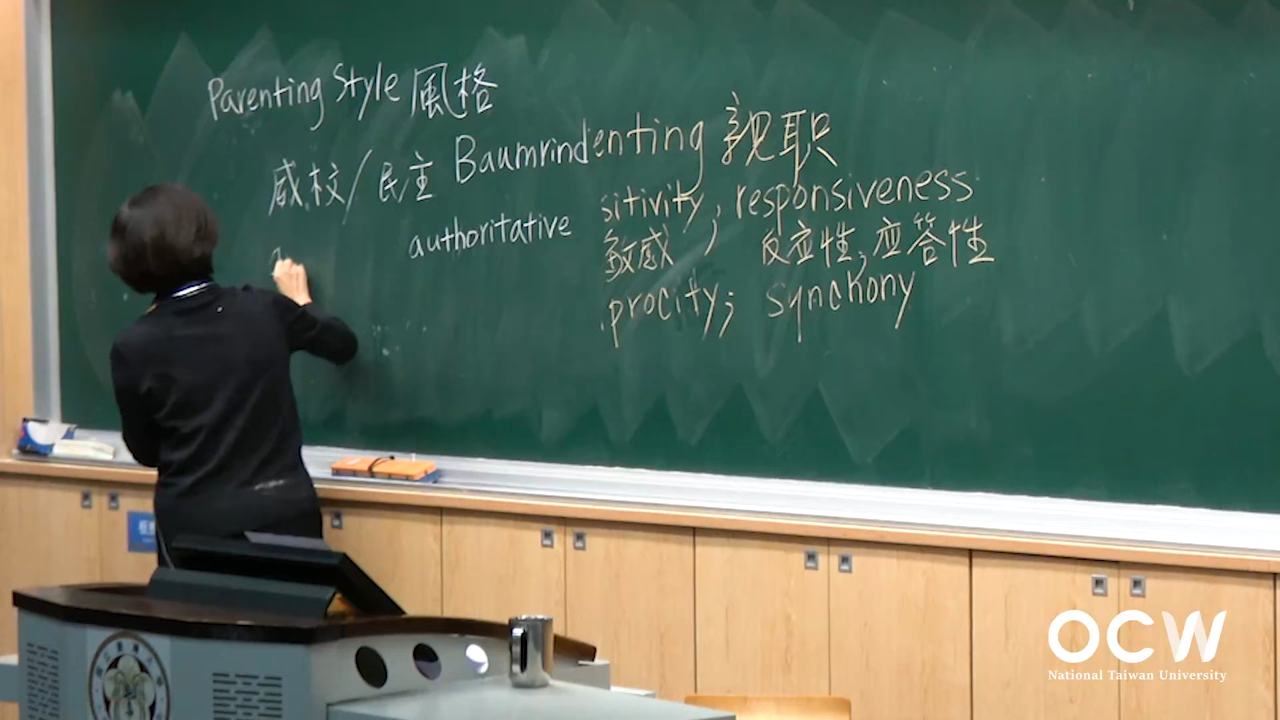 Parenting Style 風格
威权/民主 Baumrindenting 親职
sitivity, responsiveness
authoritative
敏感, 反应性, 应答性
procity; synchony
OCW
National Taiwan University